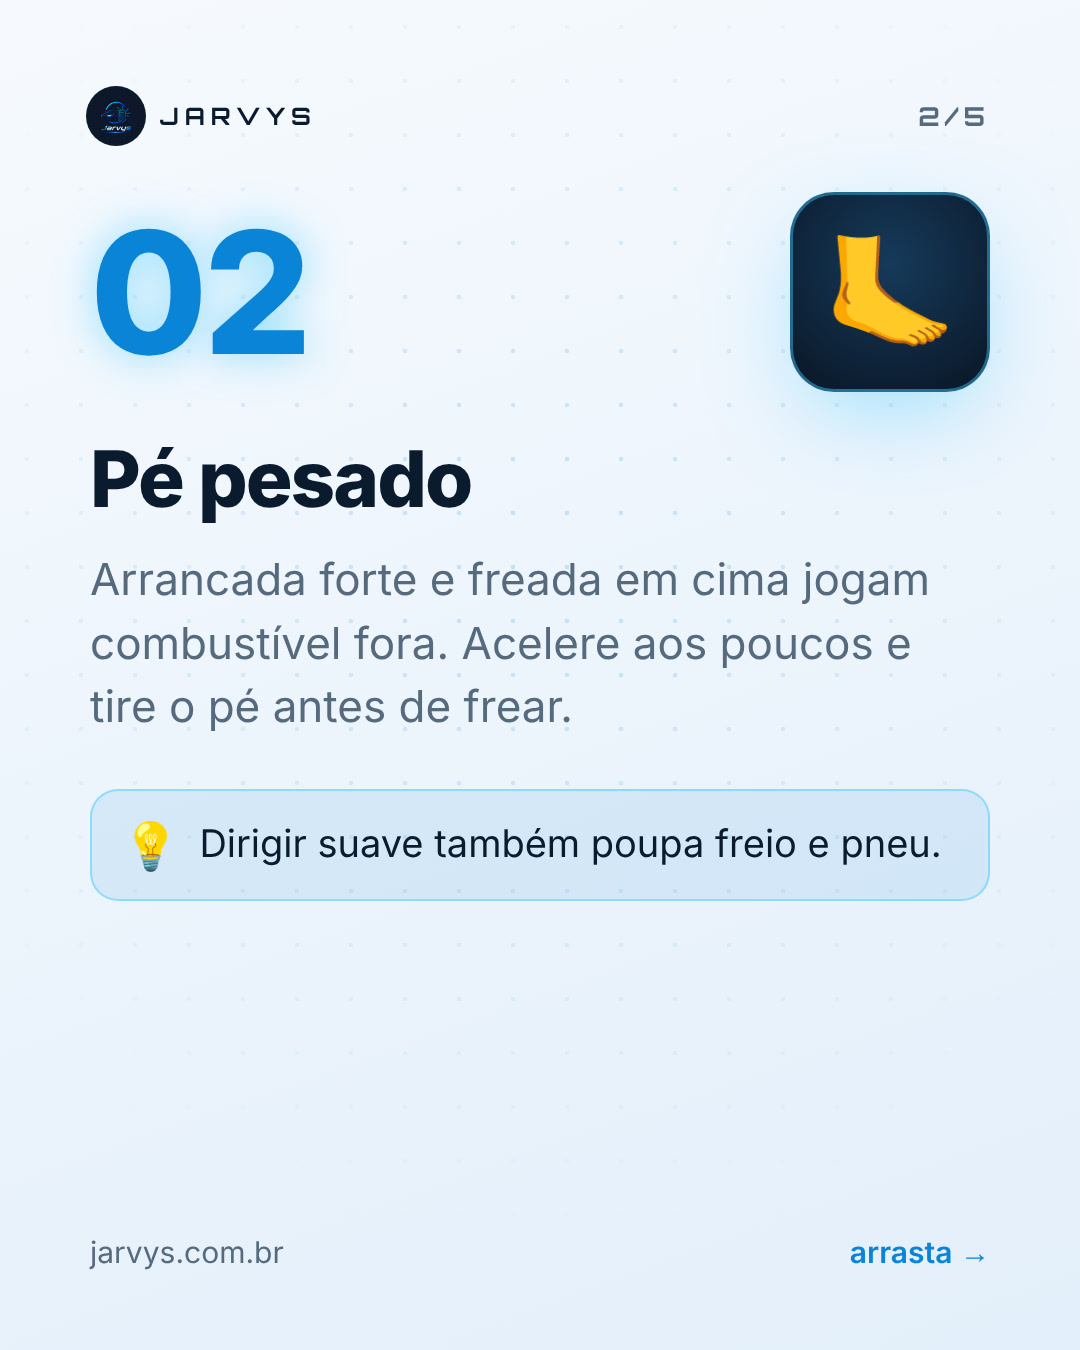 Jarvys
JARVYS
2/5
02
Pé pesado
Arrancada forte e freada em cima jogam
combustível fora. Acelere aos poucos e
tire o pé antes de frear.
Dirigir suave também poupa freio e pneu.
jarvys.com.br
arrasta →